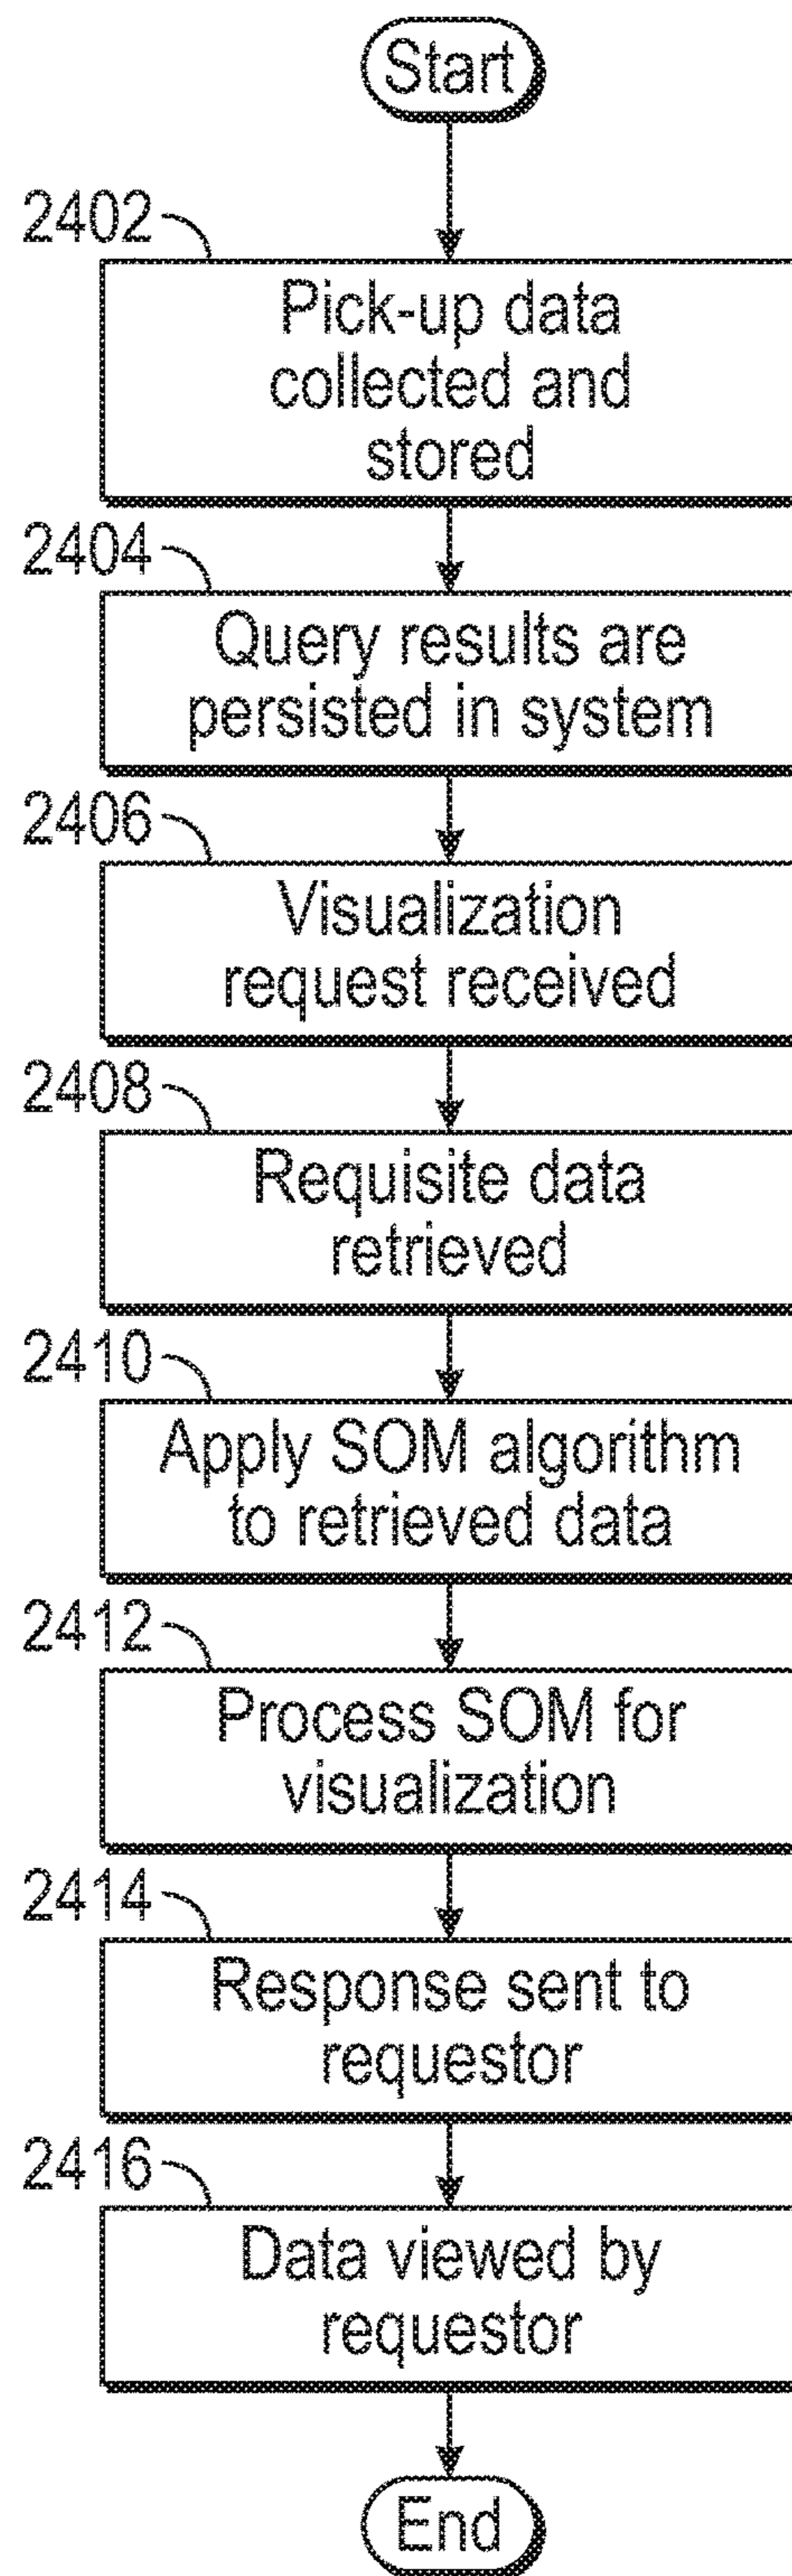 Start
2402
Pick-up data
collected and
stored
2404
Query results are
persisted in system
2406
Visualization
request received
2408
Requisite data
retrieved
2410
Apply SOM algorithm
to retrieved data
2412
Process SOM for
visualization
2414
Response sent to
requestor
2416
Data viewed by
requestor
End